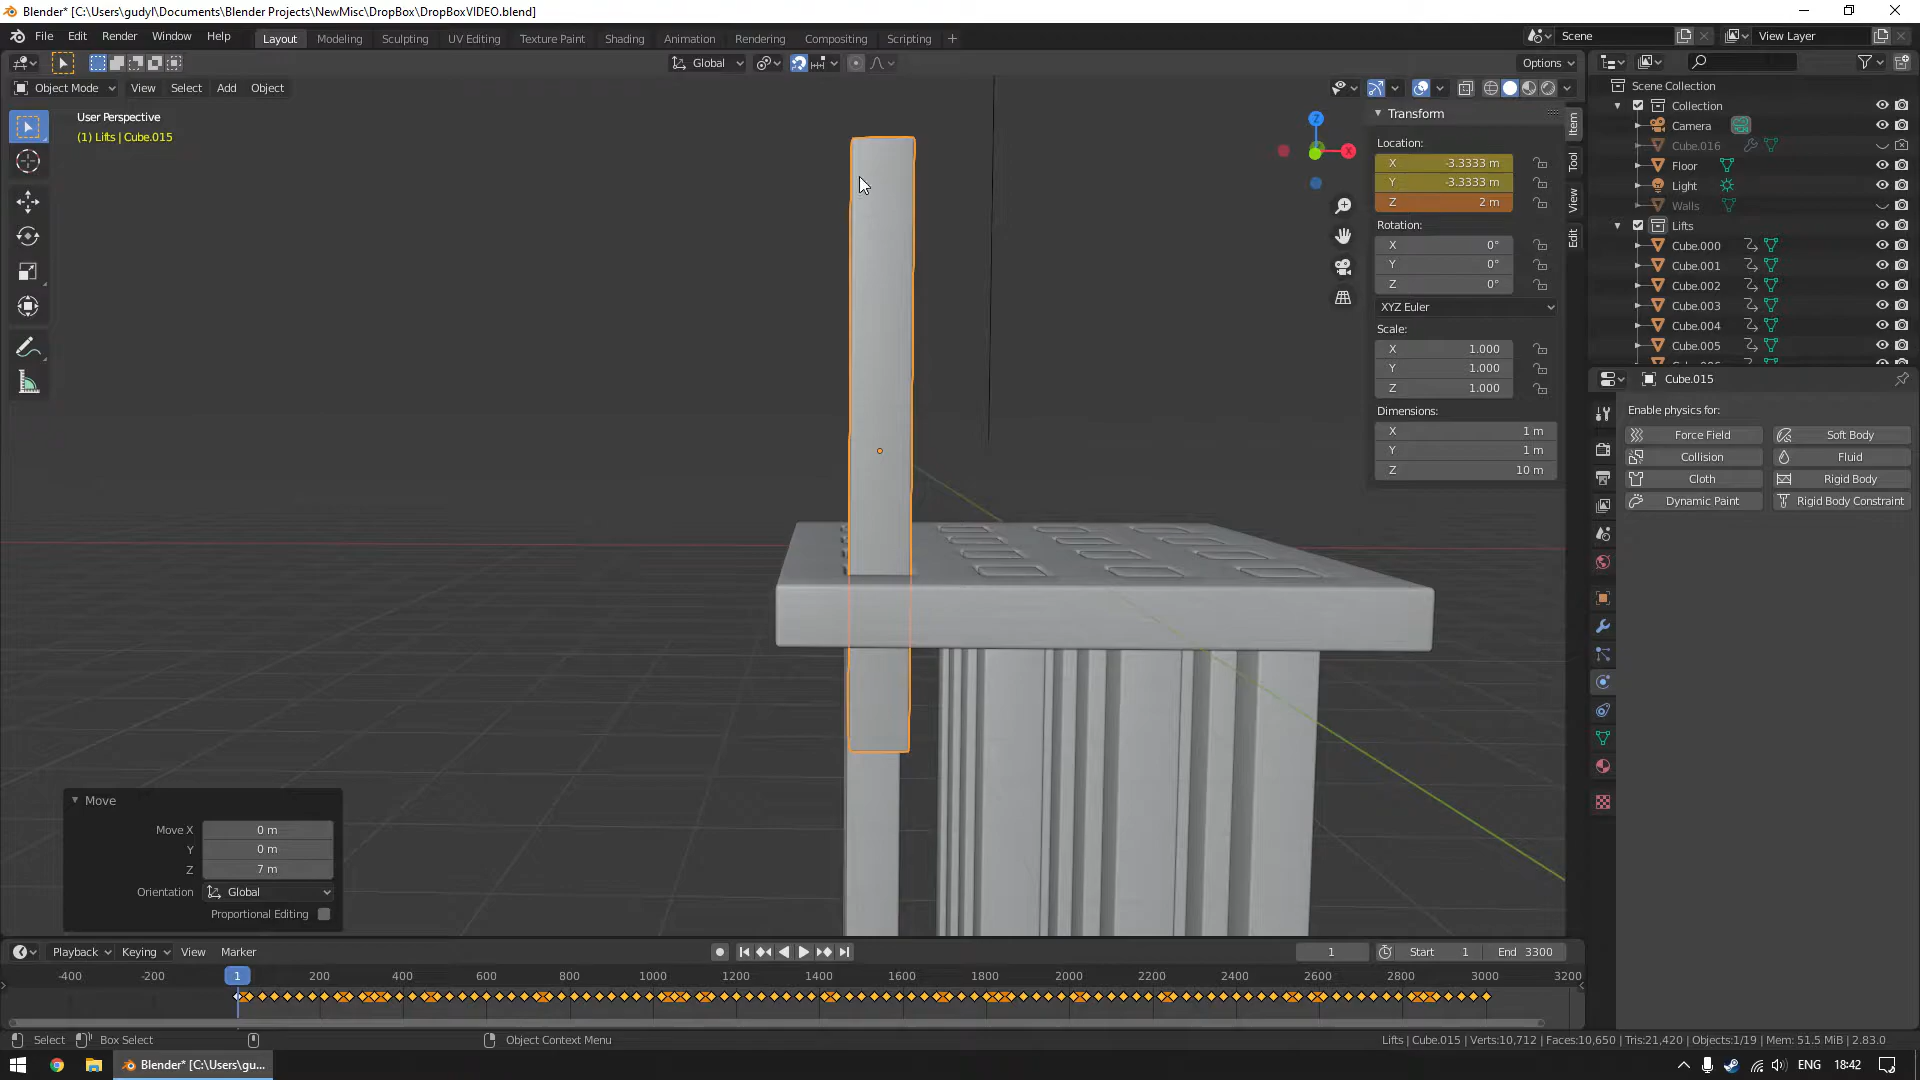 Blender* [C:\Users\gudyl\Documents\Blender Projects\NewMisc\DropBox\DropBoxVIDEO.blend]
File Edit Render Window Help
Layout Modeling Sculpting UV Editing Texture Paint Shading Animation Rendering Compositing Scripting +
Scene
View Layer
Global
Options
Object Mode View Select Add Object
User Perspective
(1) Lifts | Cube.015
Z
X
Transform
Location:
X -3.3333 m
Y -3.3333 m
Z 2 m
Rotation:
X 0°
Y 0°
Z 0°
XYZ Euler
Scale:
X 1.000
Y 1.000
Z 1.000
Dimensions:
X 1 m
Y 1 m
Z 10 m
Item
Tool
View
Edit
Scene Collection
Collection
Camera
Cube.016
Floor
Light
Walls
Lifts
Cube.000
Cube.001
Cube.002
Cube.003
Cube.004
Cube.005
Cube.015
Enable physics for:
Force Field Soft Body
Collision Fluid
Cloth Rigid Body
Dynamic Paint Rigid Body Constraint
Move
Move X 0 m
Y 0 m
Z 7 m
Orientation Global
Proportional Editing
Playback Keying View Marker
1 Start 1 End 3300
-400 -200 1 200 400 600 800 1000 1200 1400 1600 1800 2000 2200 2400 2600 2800 3000 3200
Select Box Select Object Context Menu
Lifts | Cube.015 | Verts:10,712 | Faces:10,650 | Tris:21,420 | Objects:1/19 | Mem: 51.5 MiB | 2.83.0
Blender* [C:\Users\gu...
ENG 18:42